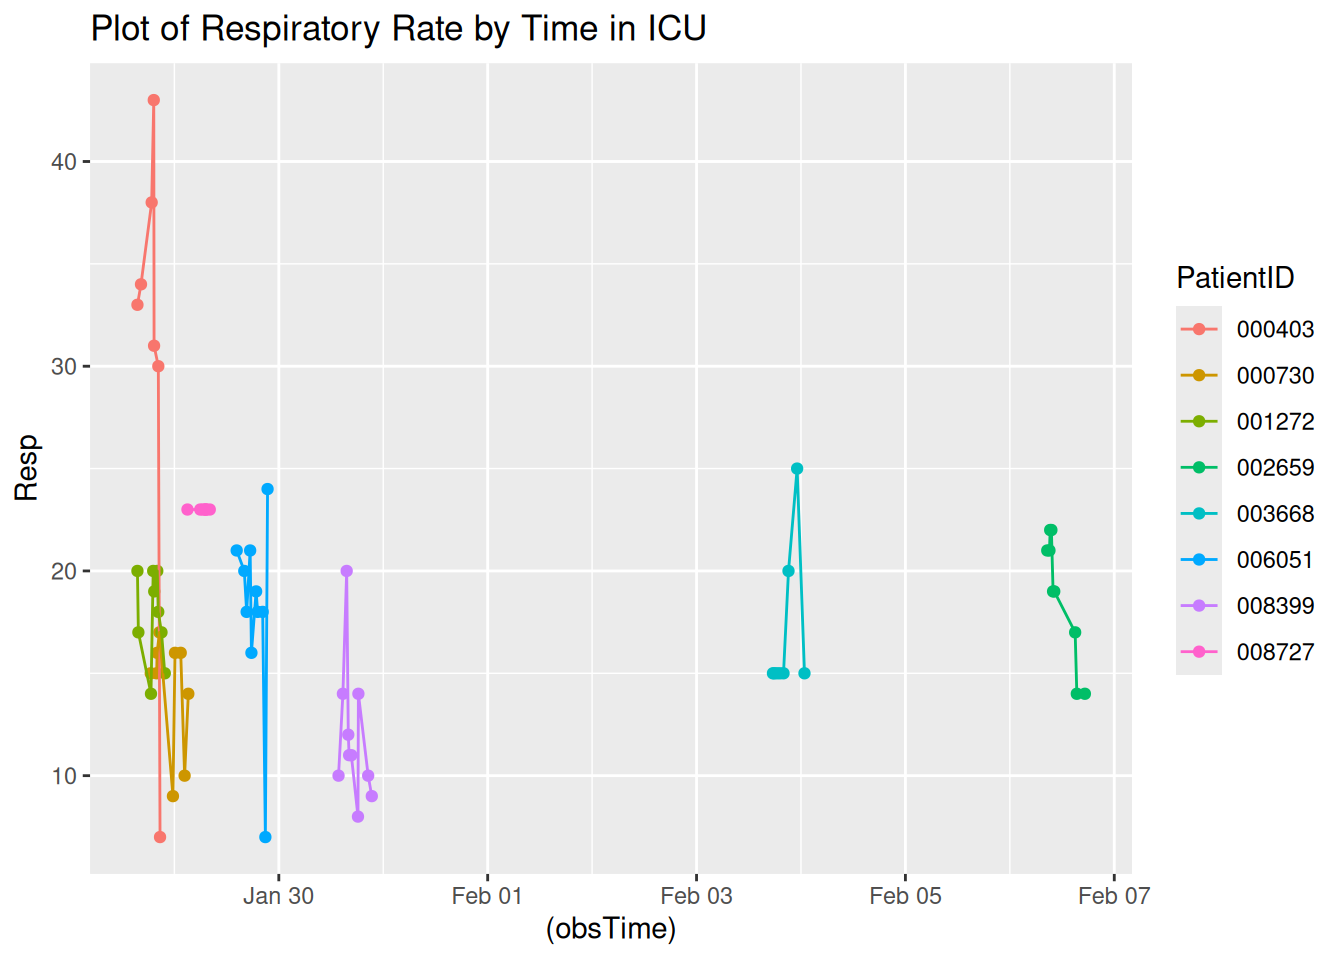 Plot of Respiratory Rate by Time in ICU
40
30
20
10
Resp
Jan 30
Feb 01
Feb 03
Feb 05
Feb 07
(obsTime)
PatientID
000403
000730
001272
002659
003668
006051
008399
008727